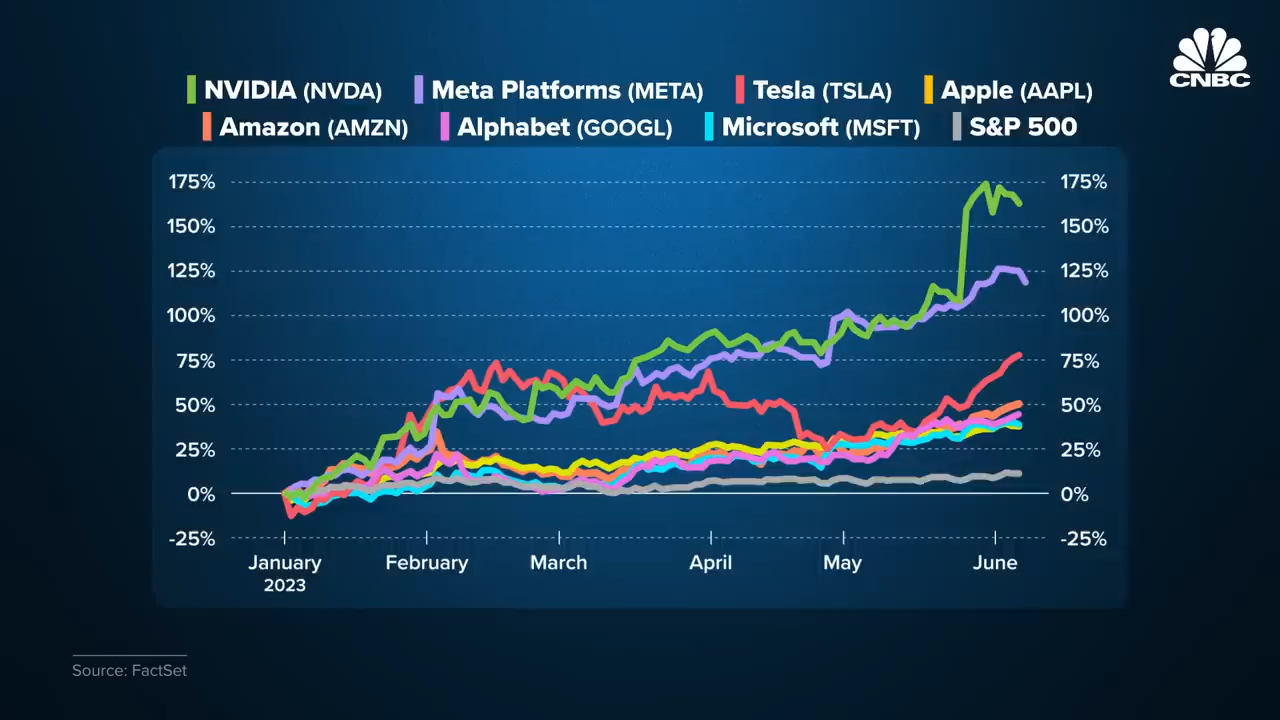 CNBC
NVIDIA (NVDA) Meta Platforms (META) Tesla (TSLA) Apple (AAPL)
Amazon (AMZN) Alphabet (GOOGL) Microsoft (MSFT) S&P 500
175% 175%
150% 150%
125% 125%
100% 100%
75% 75%
50% 50%
25% 25%
0% 0%
-25% -25%
January February March April May June
2023
Source: FactSet